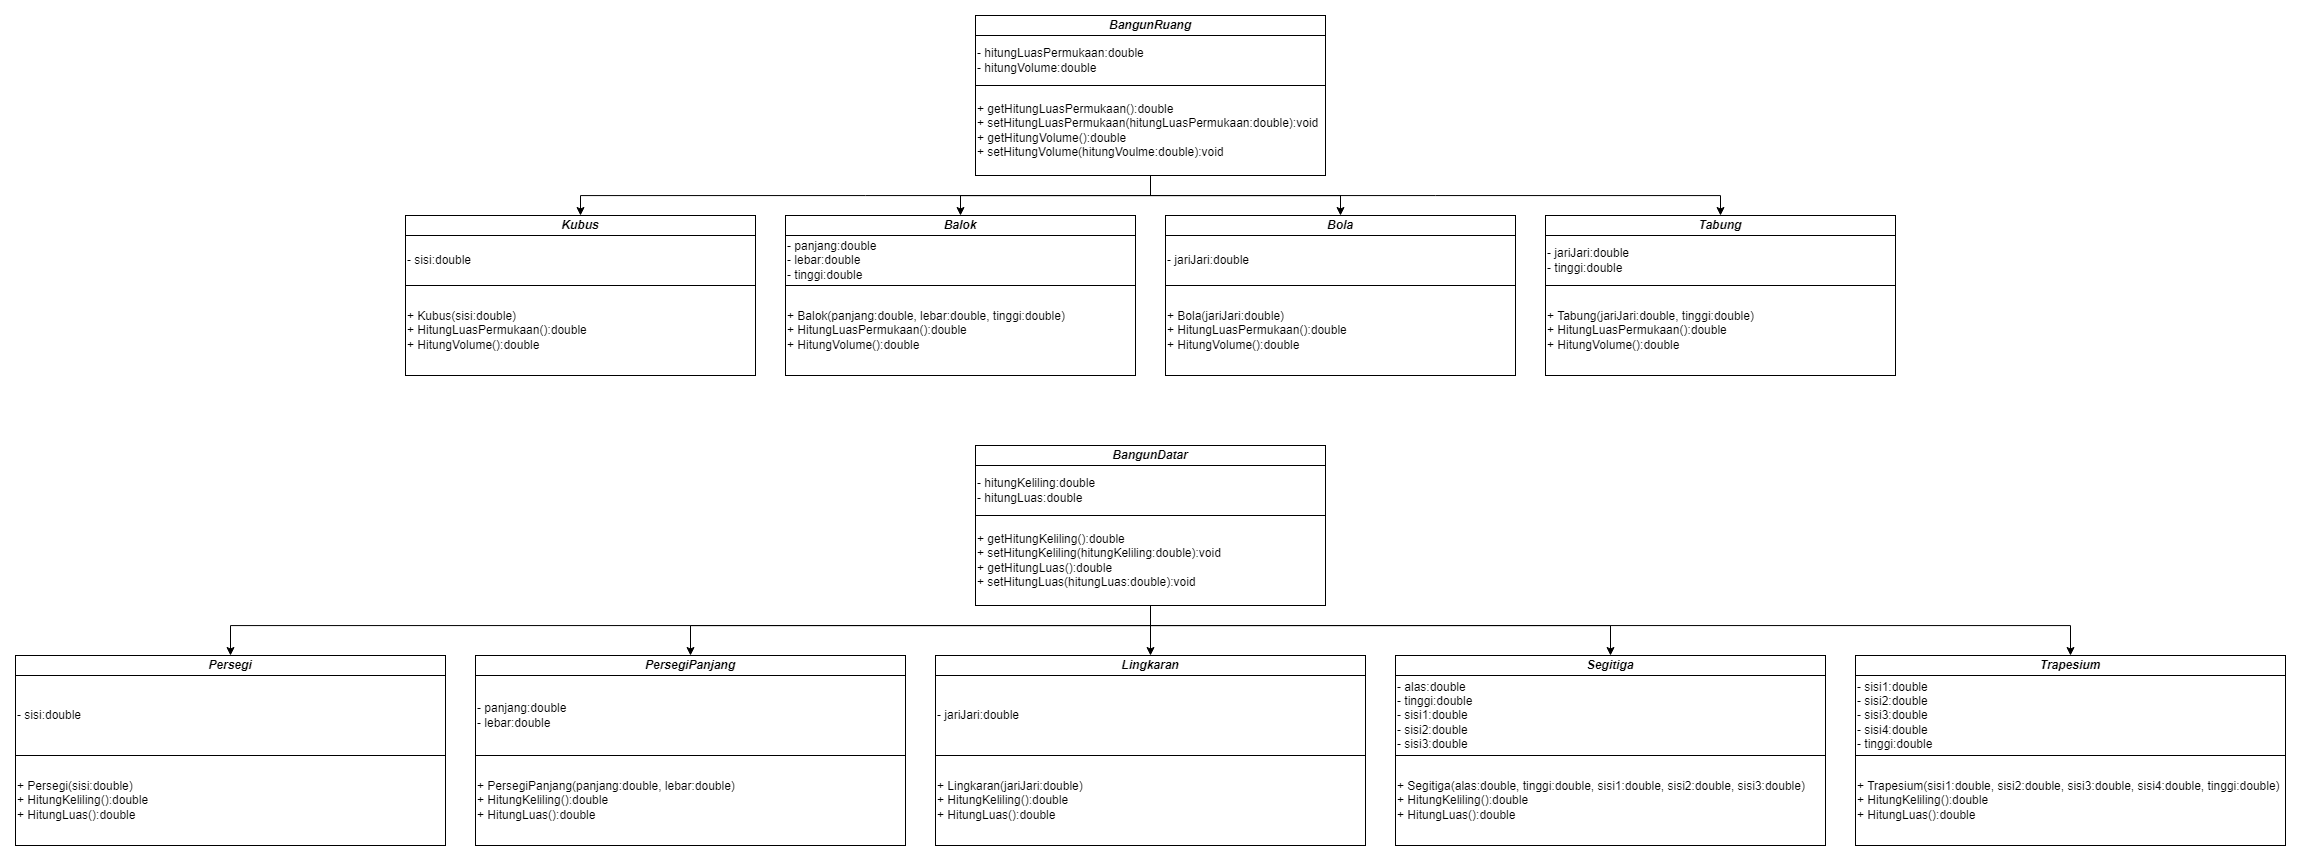 BangunRuang
- hitungLuasPermukaan:double
- hitungVolume:double
+ getHitungLuasPermukaan():double
+ setHitungLuasPermukaan(hitungLuasPermukaan:double):void
+ getHitungVolume():double
+ setHitungVolume(hitungVoulme:double):void
Kubus
- sisi:double
+ Kubus(sisi:double)
+ HitungLuasPermukaan():double
+ HitungVolume():double
Balok
- panjang:double
- lebar:double
- tinggi:double
+ Balok(panjang:double, lebar:double, tinggi:double)
+ HitungLuasPermukaan():double
+ HitungVolume():double
Bola
- jariJari:double
+ Bola(jariJari:double)
+ HitungLuasPermukaan():double
+ HitungVolume():double
Tabung
- jariJari:double
- tinggi:double
+ Tabung(jariJari:double, tinggi:double)
+ HitungLuasPermukaan():double
+ HitungVolume():double
BangunDatar
- hitungKeliling:double
- hitungLuas:double
+ getHitungKeliling():double
+ setHitungKeliling(hitungKeliling:double):void
+ getHitungLuas():double
+ setHitungLuas(hitungLuas:double):void
Persegi
- sisi:double
+ Persegi(sisi:double)
+ HitungKeliling():double
+ HitungLuas():double
PersegiPanjang
- panjang:double
- lebar:double
+ PersegiPanjang(panjang:double, lebar:double)
+ HitungKeliling():double
+ HitungLuas():double
Lingkaran
- jariJari:double
+ Lingkaran(jariJari:double)
+ HitungKeliling():double
+ HitungLuas():double
Segitiga
- alas:double
- tinggi:double
- sisi1:double
- sisi2:double
- sisi3:double
+ Segitiga(alas:double, tinggi:double, sisi1:double, sisi2:double, sisi3:double)
+ HitungKeliling():double
+ HitungLuas():double
Trapesium
- sisi1:double
- sisi2:double
- sisi3:double
- sisi4:double
- tinggi:double
+ Trapesium(sisi1:double, sisi2:double, sisi3:double, sisi4:double, tinggi:double)
+ HitungKeliling():double
+ HitungLuas():double